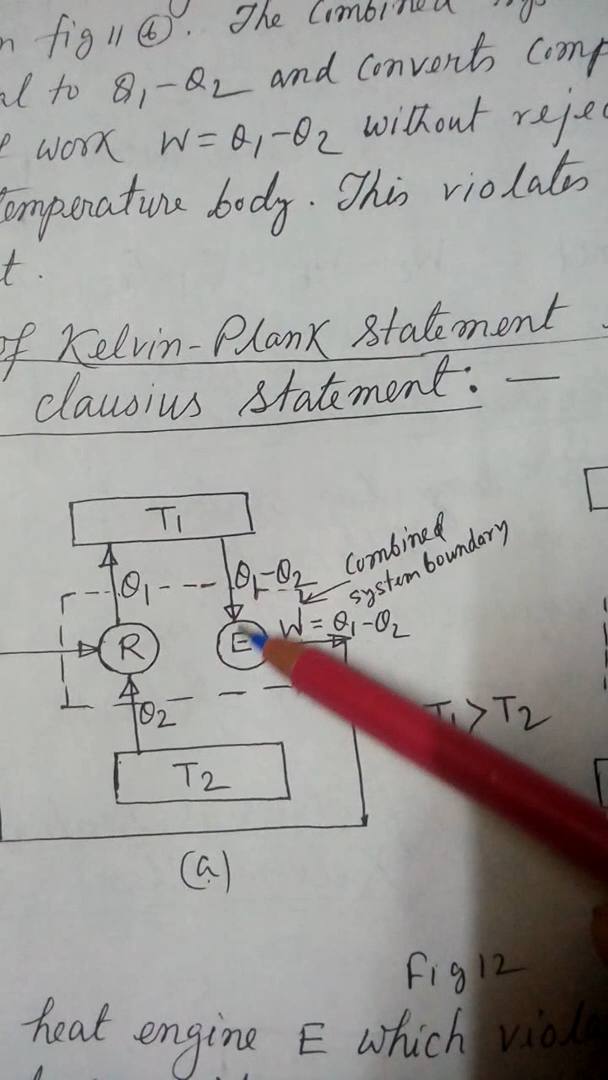 n fig 11 (b). The Combined
al to Q1-Q2 and converts comp
work W = Q1-Q2 without rejec
temperature body. This violates
t.
of Kelvin-Plank Statement
clausius statement: —
T1
Q1
Q1-Q2
Combined
system boundary
W = Q1-Q2
R
E
Q2
T1 > T2
T2
(a)
Fig 12
heat engine E which viola